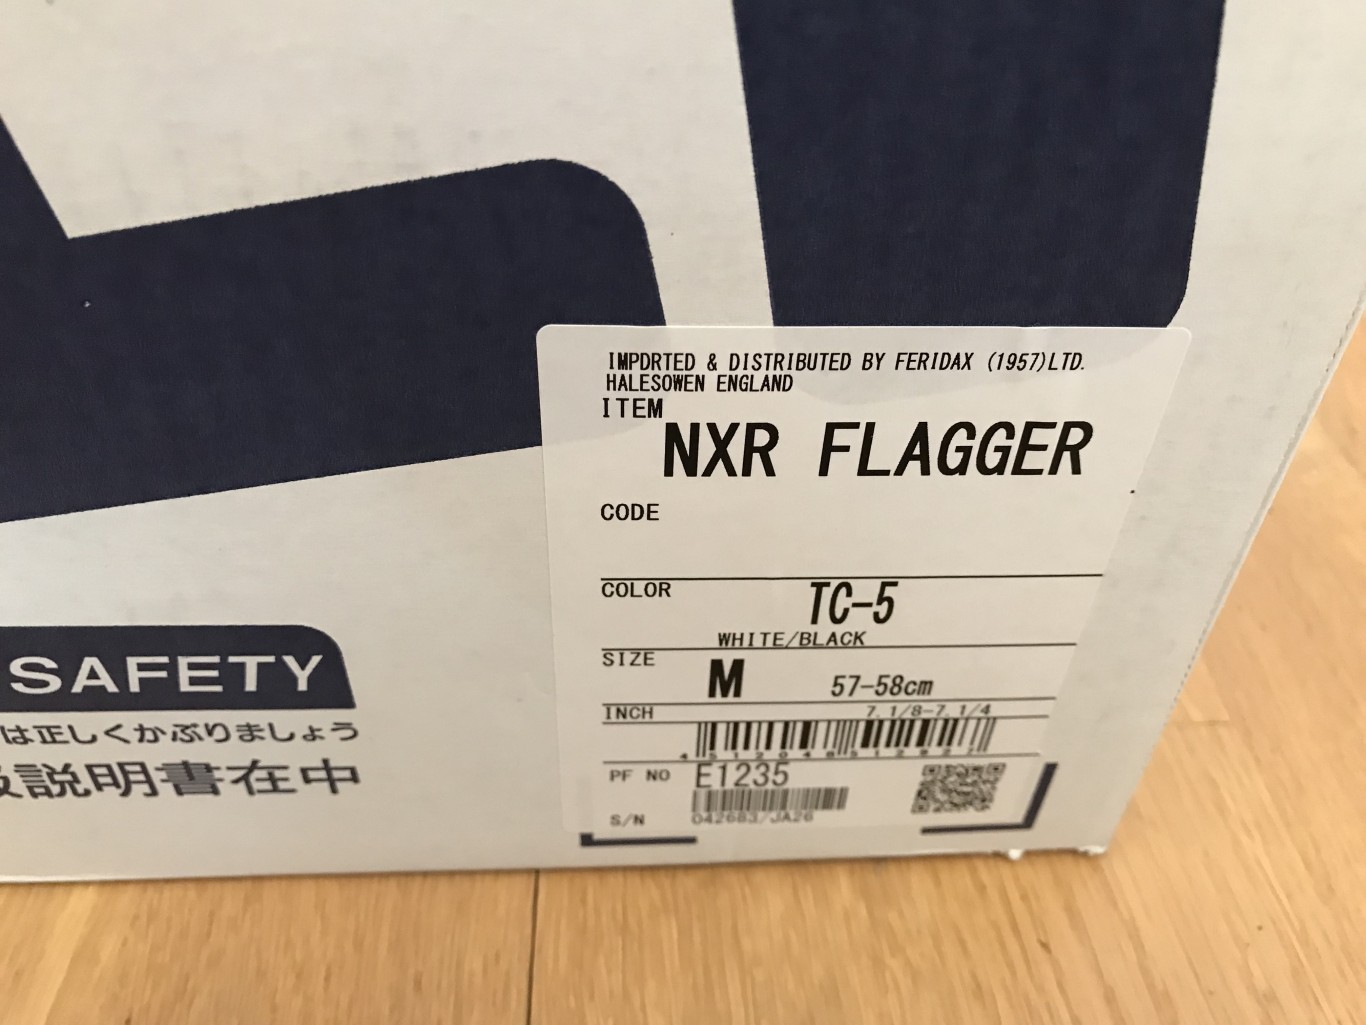 IMPDRTED & DISTRIBUTED BY FERIDAX (1957)LTD.
HALESOWEN ENGLAND
ITEM
NXR FLAGGER
CODE
COLOR TC-5
WHITE/BLACK
SIZE M 57-58cm
INCH 7.1/8-7.1/4
PF NO E1235
S/N 042683/JA26
SAFETY
は正しくかぶりましょう
説明書在中